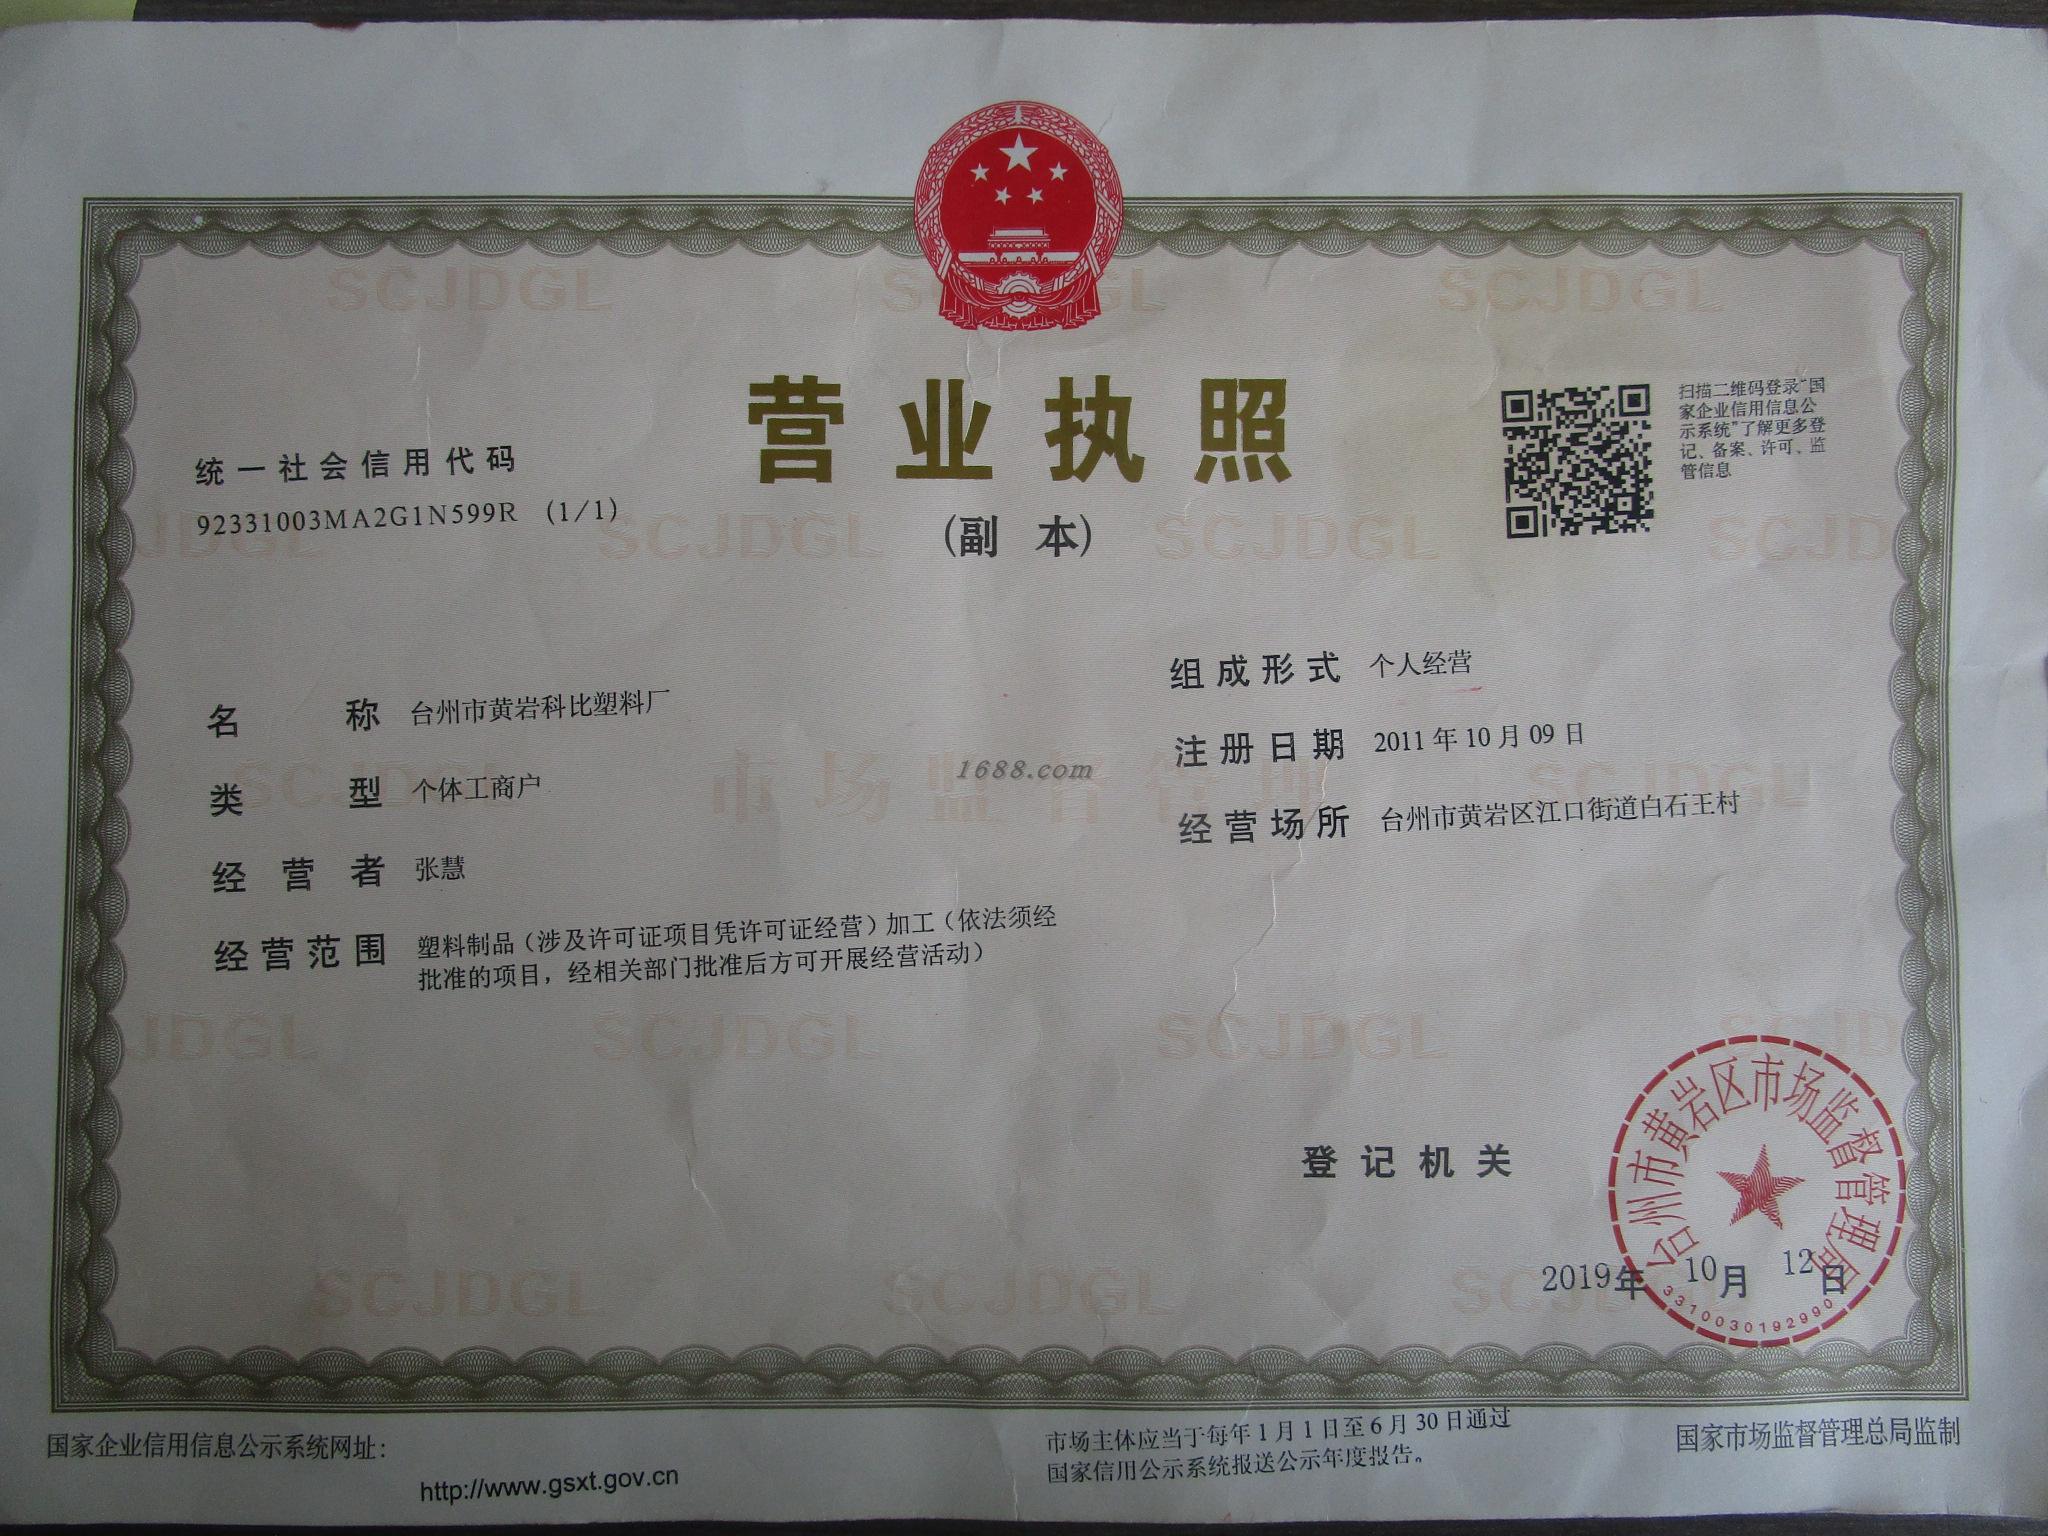 营业执照
(副 本)
统一社会信用代码
92331003MA2G1N599R (1/1)
扫描二维码登录“国
家企业信用信息公
示系统”了解更多登
记、备案、许可、监
管信息
名 称 台州市黄岩科比塑料厂
类 型 个体工商户
经 营 者 张慧
经营范围 塑料制品（涉及许可证项目凭许可证经营）加工（依法须经
批准的项目，经相关部门批准后方可开展经营活动）
组成形式 个人经营
注册日期 2011 年 10 月 09 日
经营场所 台州市黄岩区江口街道白石王村
1688.com
市场监督管理
SCJDGL
登记机关
台州市黄岩区市场监督管理局
3310030192990
2019年 10月 12日
国家企业信用信息公示系统网址：
http://www.gsxt.gov.cn
市场主体应当于每年 1 月 1 日至 6 月 30 日通过
国家信用公示系统报送公示年度报告。
国家市场监督管理总局监制